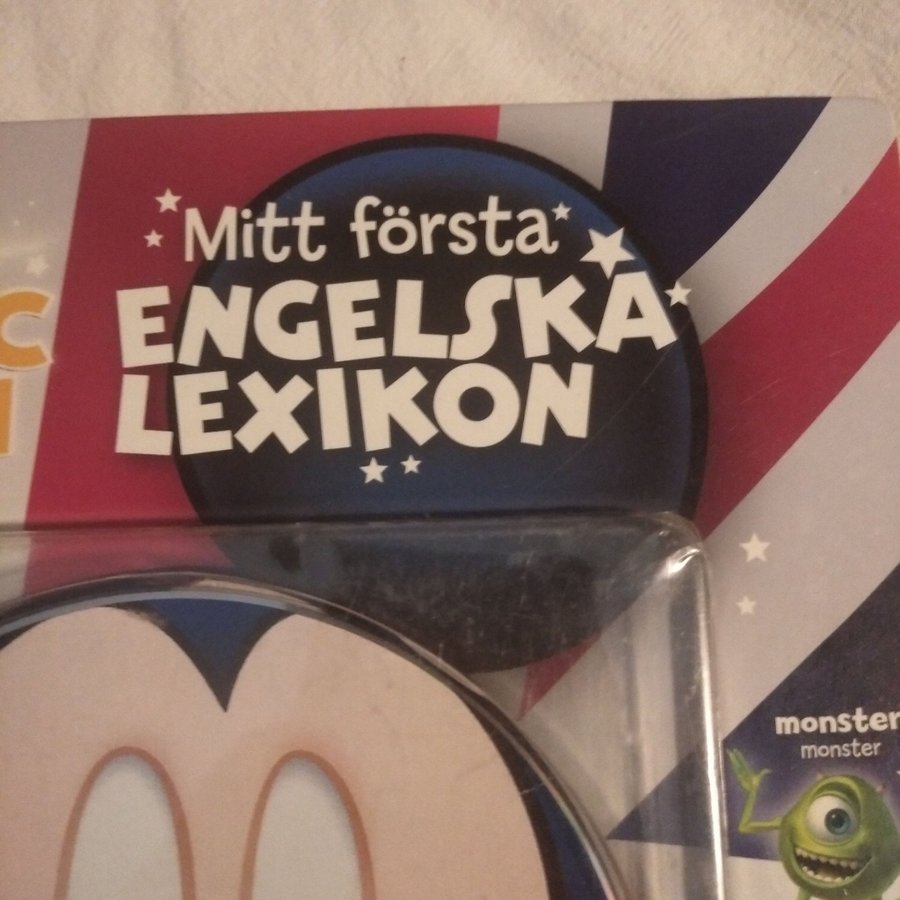 Mitt första
ENGELSKA
LEXIKON
monster
monster